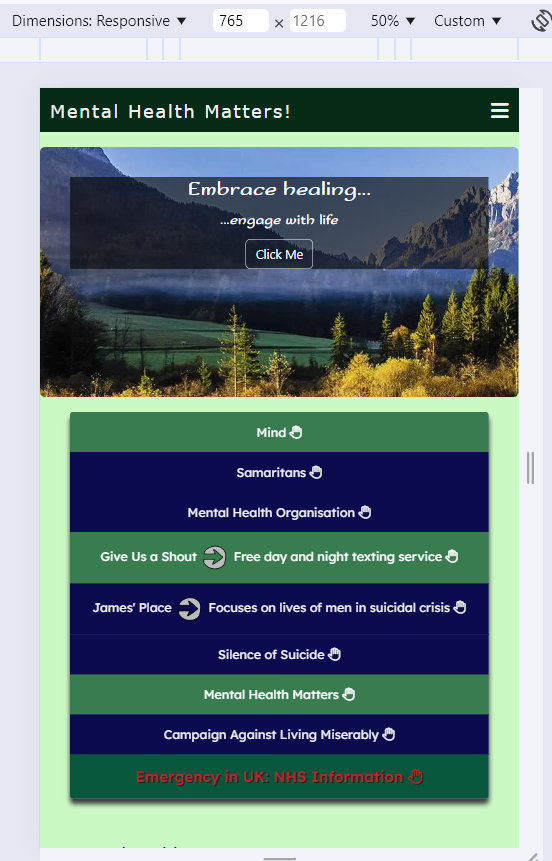 Dimensions: Responsive ▼ 765 × 1216 50% ▼ Custom ▼
Mental Health Matters!
Embrace healing...
...engage with life
Click Me
Mind
Samaritans
Mental Health Organisation
Give Us a Shout Free day and night texting service
James' Place Focuses on lives of men in suicidal crisis
Silence of Suicide
Mental Health Matters
Campaign Against Living Miserably
Emergency in UK: NHS Information